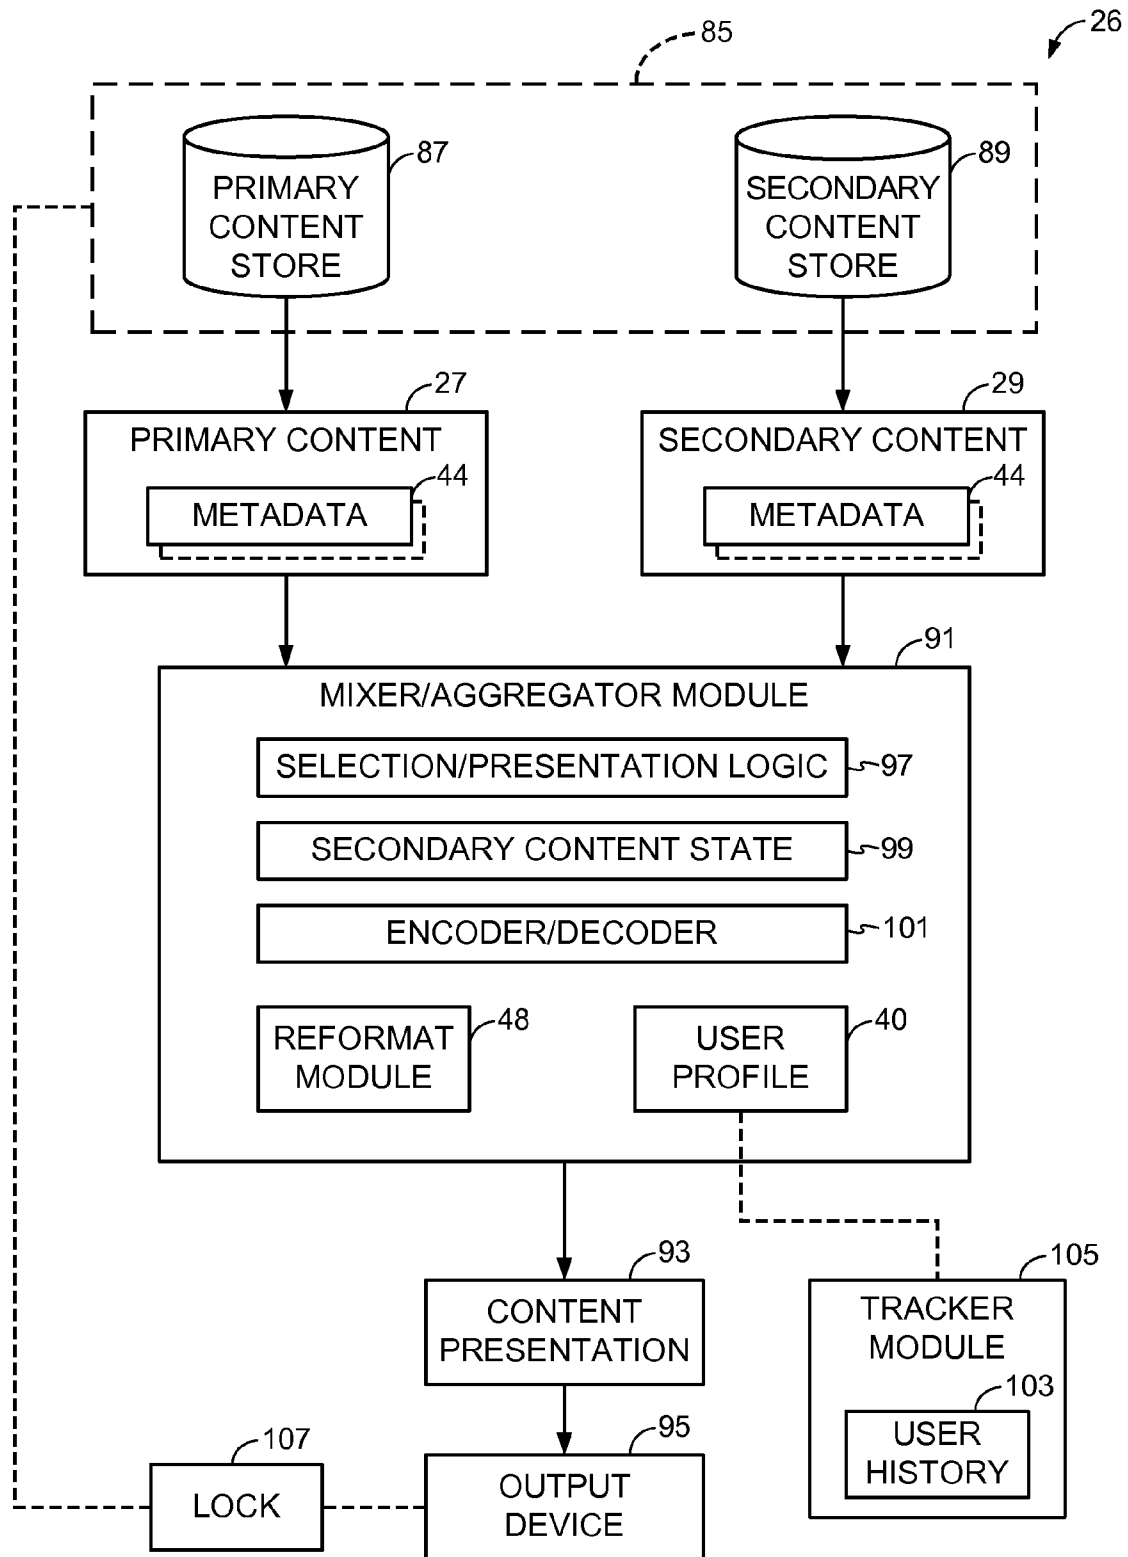 85
26
PRIMARY
CONTENT
STORE
87
SECONDARY
CONTENT
STORE
89
27
PRIMARY CONTENT
44
METADATA
29
SECONDARY CONTENT
44
METADATA
91
MIXER/AGGREGATOR MODULE
SELECTION/PRESENTATION LOGIC
97
SECONDARY CONTENT STATE
99
ENCODER/DECODER
101
REFORMAT
MODULE
48
USER
PROFILE
40
93
CONTENT
PRESENTATION
105
TRACKER
MODULE
103
USER
HISTORY
107
LOCK
95
OUTPUT
DEVICE